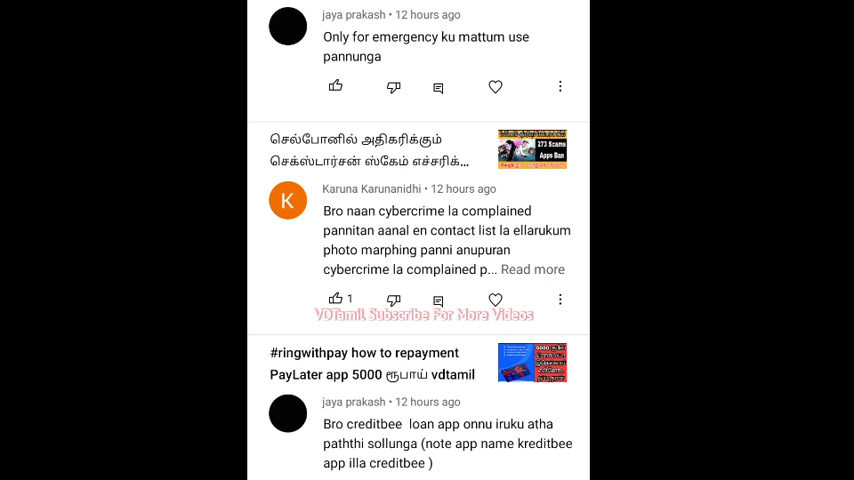 jaya prakash • 12 hours ago
Only for emergency ku mattum use
pannunga
செல்போனில் அதிகரிக்கும்
செக்ஸ்டார்சன் ஸ்கேம் எச்சரிக்...
273 Scams
Apps Ban
K
Karuna Karunanidhi • 12 hours ago
Bro naan cybercrime la complained
pannitan aanal en contact list la ellarukum
photo marphing panni anupuran
cybercrime la complained p... Read more
1
VDTamil, Subscribe For More Videos
#ringwithpay how to repayment
PayLater app 5000 ரூபாய் vdtamil
jaya prakash • 12 hours ago
Bro creditbee loan app onnu iruku atha
paththi sollunga (note app name kreditbee
app illa creditbee )